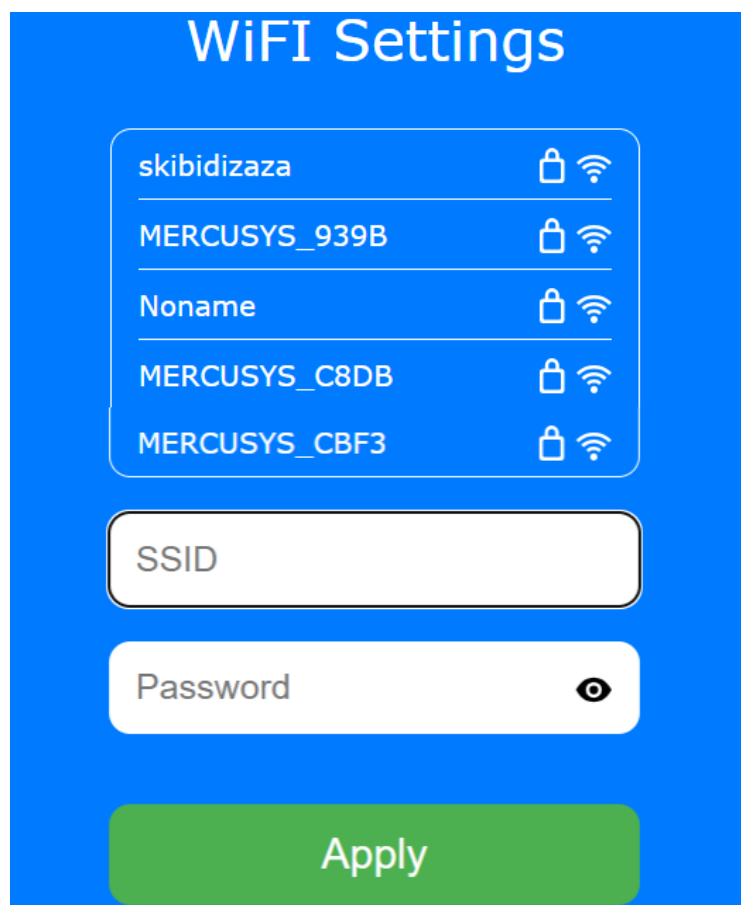 WiFI Settings
skibidizaza
MERCUSYS_939B
Noname
MERCUSYS_C8DB
MERCUSYS_CBF3
SSID
Password
Apply